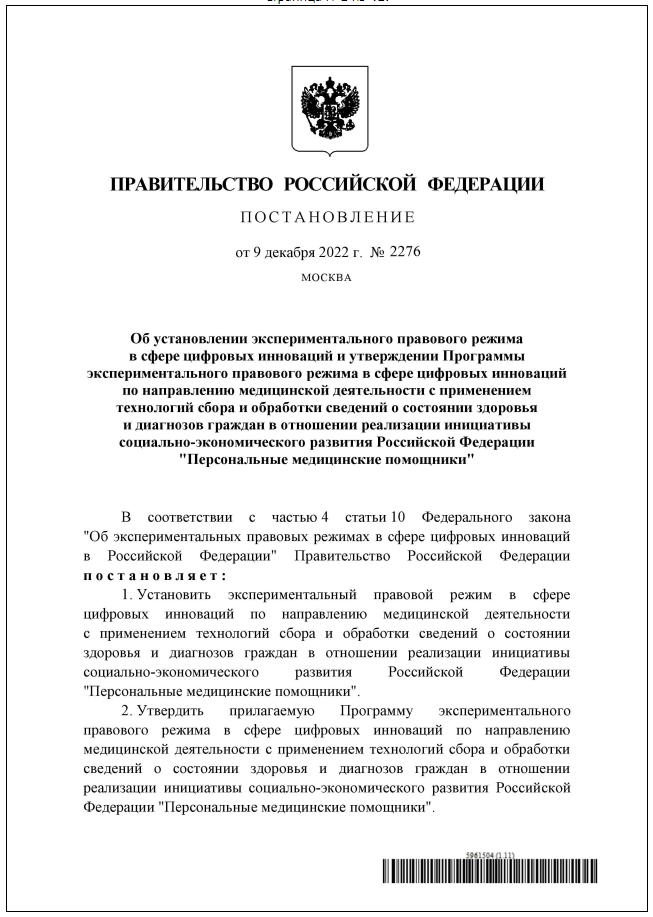 ПРАВИТЕЛЬСТВО РОССИЙСКОЙ ФЕДЕРАЦИИ
ПОСТАНОВЛЕНИЕ
от 9 декабря 2022 г. № 2276
МОСКВА
Об установлении экспериментального правового режима
в сфере цифровых инноваций и утверждении Программы
экспериментального правового режима в сфере цифровых инноваций
по направлению медицинской деятельности с применением
технологий сбора и обработки сведений о состоянии здоровья
и диагнозов граждан в отношении реализации инициативы
социально-экономического развития Российской Федерации
"Персональные медицинские помощники"
В соответствии с частью 4 статьи 10 Федерального закона
"Об экспериментальных правовых режимах в сфере цифровых инноваций
в Российской Федерации" Правительство Российской Федерации
постановляет:
1. Установить экспериментальный правовой режим в сфере
цифровых инноваций по направлению медицинской деятельности
с применением технологий сбора и обработки сведений о состоянии
здоровья и диагнозов граждан в отношении реализации инициативы
социально-экономического развития Российской Федерации
"Персональные медицинские помощники".
2. Утвердить прилагаемую Программу экспериментального
правового режима в сфере цифровых инноваций по направлению
медицинской деятельности с применением технологий сбора и обработки
сведений о состоянии здоровья и диагнозов граждан в отношении
реализации инициативы социально-экономического развития Российской
Федерации "Персональные медицинские помощники".
5961504 (1.11)